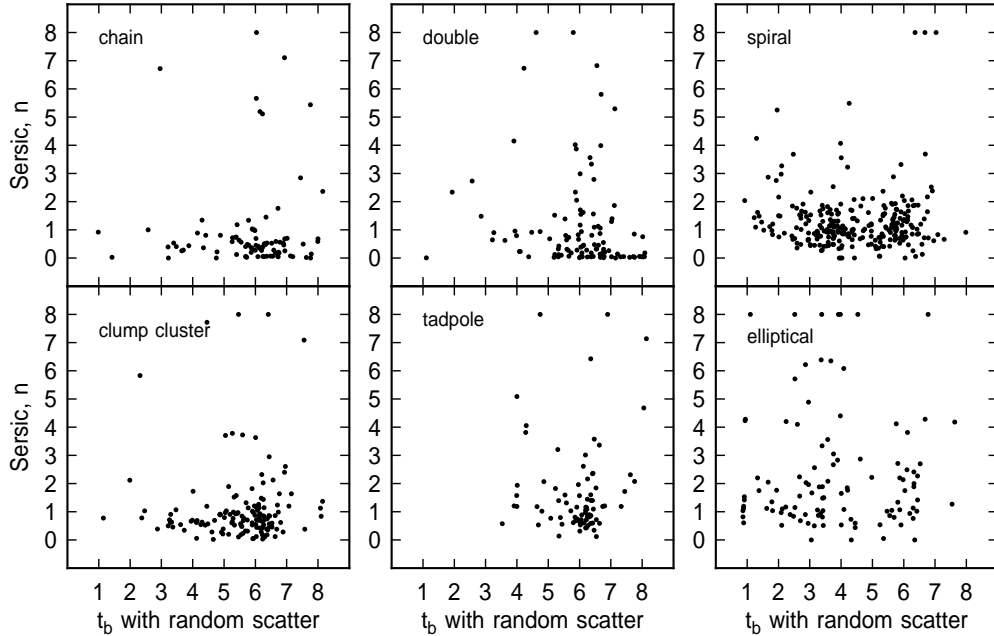 8
7
6
5
4
3
2
1
0
Sersic, n
chain
double
spiral
8
7
6
5
4
3
2
1
0
Sersic, n
clump cluster
tadpole
elliptical
1 2 3 4 5 6 7 8
1 2 3 4 5 6 7 8
1 2 3 4 5 6 7 8
t_b with random scatter
t_b with random scatter
t_b with random scatter